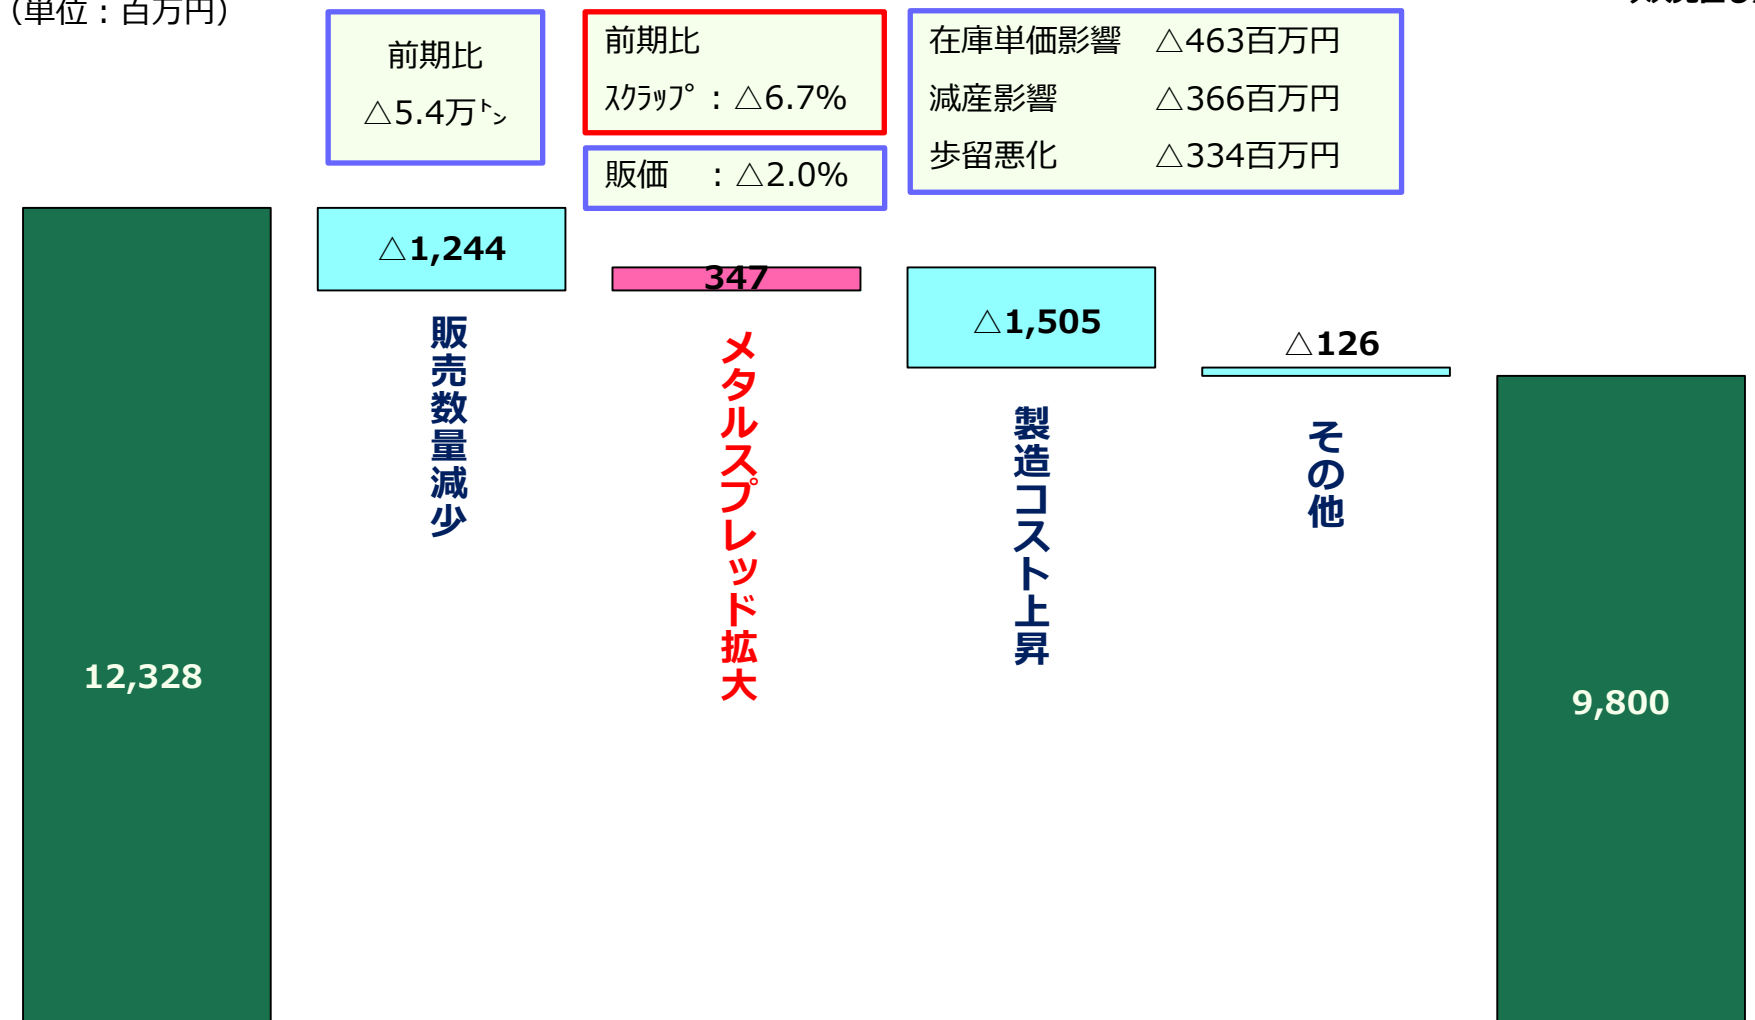 （単位：百万円）
前期比
△5.4万㌧
前期比
ｽｸﾗｯﾌﾟ：△6.7%
販価　：△2.0%
在庫単価影響　△463百万円
減産影響　△366百万円
歩留悪化　△334百万円
△1,244
347
△1,505
△126
販売数量減少
メタルスプレッド拡大
製造コスト上昇
その他
12,328
9,800